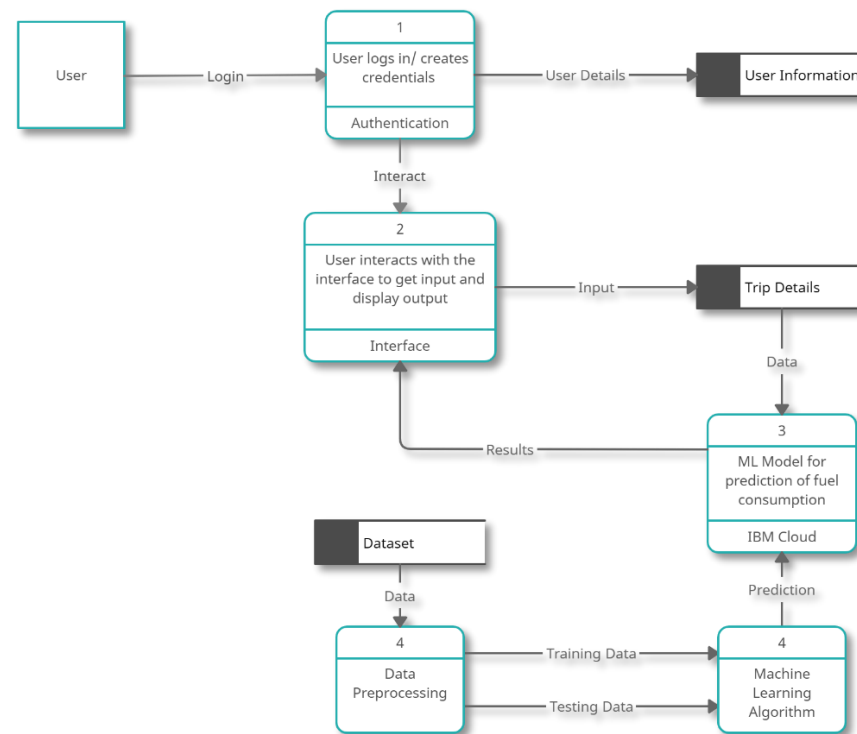 User
Login
1
User logs in/ creates
credentials
Authentication
User Details
User Information
Interact
2
User interacts with the
interface to get input and
display output
Interface
Input
Trip Details
Data
3
ML Model for
prediction of fuel
consumption
IBM Cloud
Results
Dataset
Data
Prediction
4
Data
Preprocessing
Training Data
Testing Data
4
Machine
Learning
Algorithm